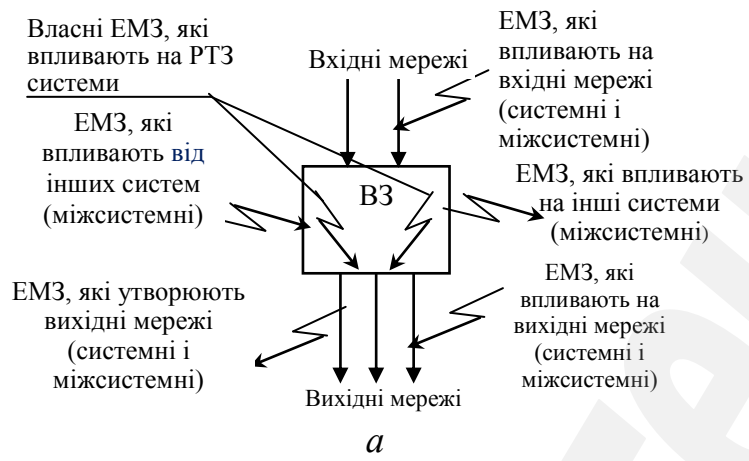 Власні ЕМЗ, які
впливають на РТЗ
системи
Вхідні мережі
ЕМЗ, які
впливають на
вхідні мережі
(системні і
міжсистемні)
ЕМЗ, які
впливають від
інших систем
(міжсистемні)
ВЗ
ЕМЗ, які впливають
на інші системи
(міжсистемні)
ЕМЗ, які утворюють
вихідні мережі
(системні і
міжсистемні)
ЕМЗ, які
впливають на
вихідні мережі
(системні і
міжсистемні)
Вихідні мережі
а